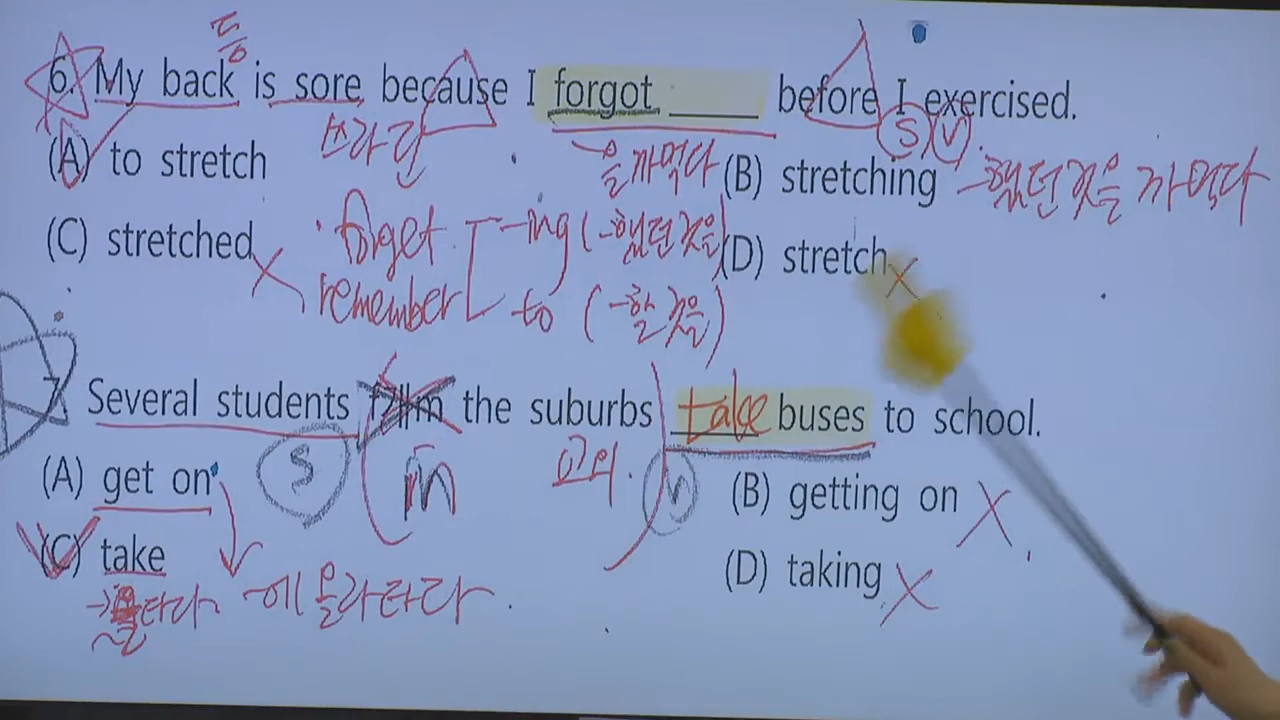 등
6. My back is sore because I forgot ____ before I exercised.
S V
쓰라린
~을 까먹다
(A) to stretch
(B) stretching ~했던것을 까먹다
(C) stretched
(D) stretch
forget -ing (~했던것을)
remember to (~할것을)
7. Several students the suburbs take buses to school.
S in 교외 V
(A) get on
(B) getting on
(C) take
(D) taking
→ 타다 ~에 올라타다
~을